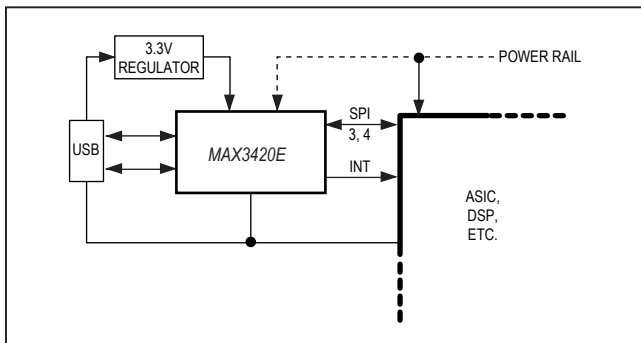 3.3V
REGULATOR
POWER RAIL
USB
MAX3420E
SPI
3, 4
INT
ASIC,
DSP,
ETC.